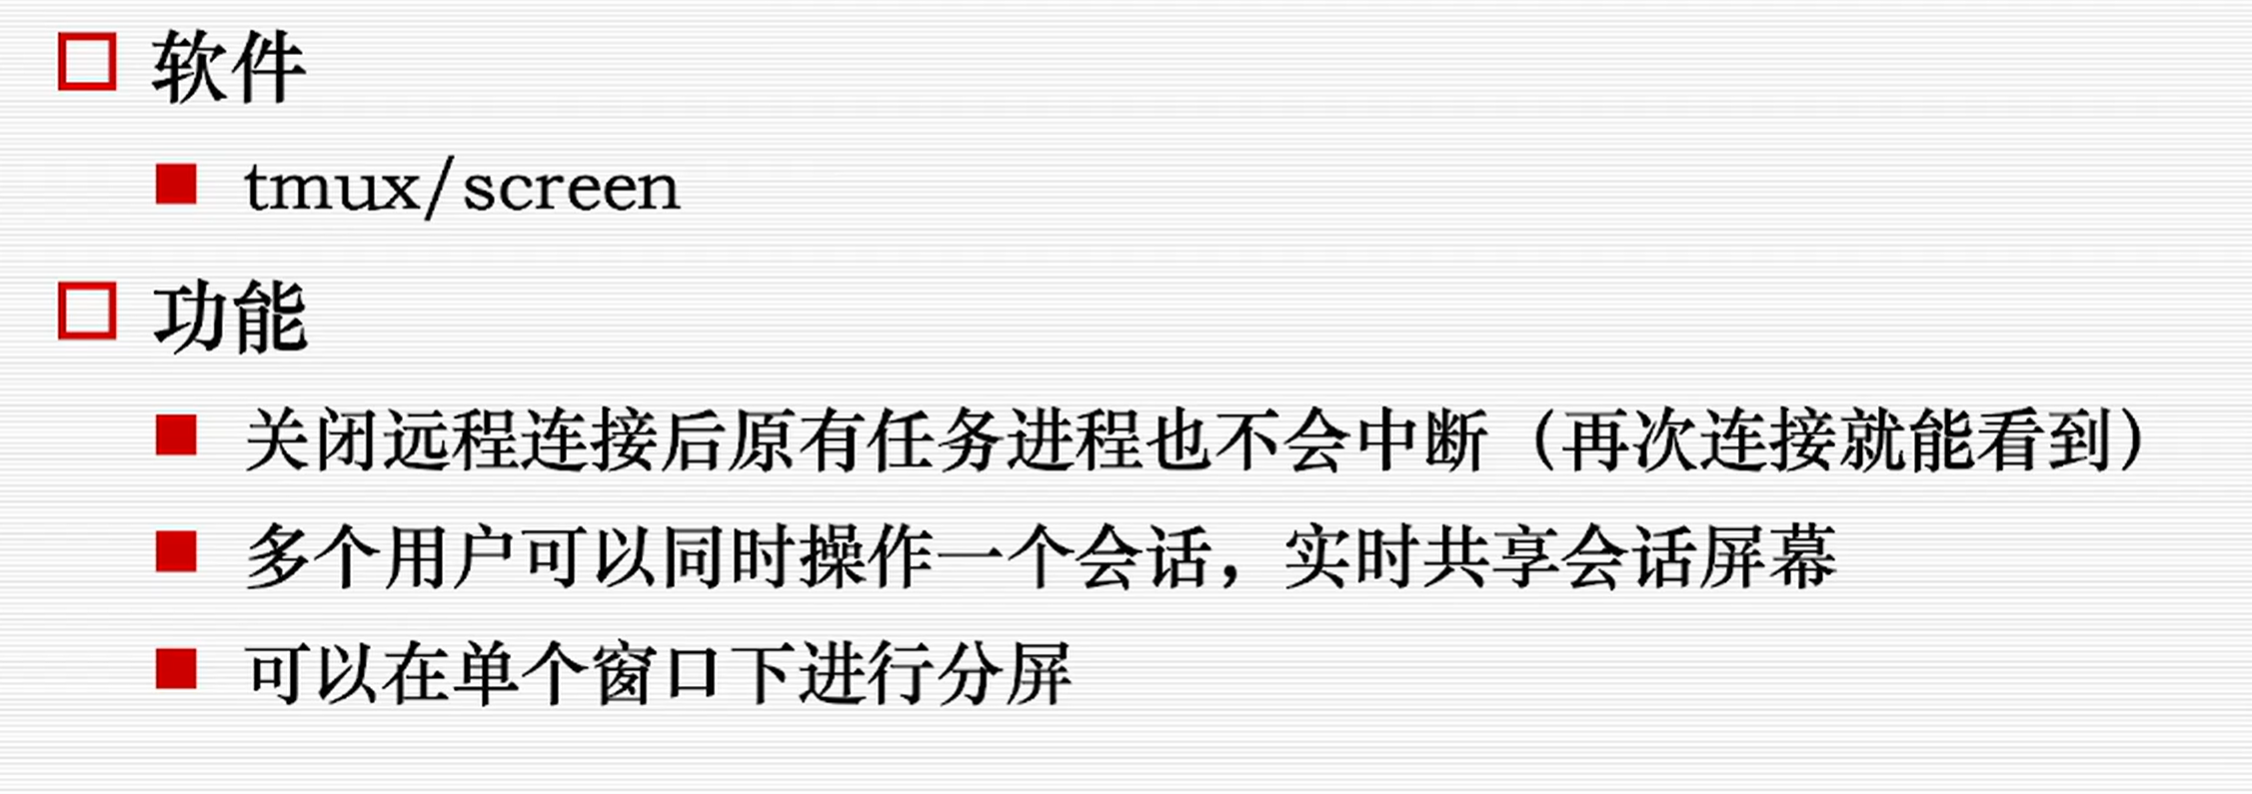 软件
tmux/screen
功能
关闭远程连接后原有任务进程也不会中断（再次连接就能看到）
多个用户可以同时操作一个会话，实时共享会话屏幕
可以在单个窗口下进行分屏